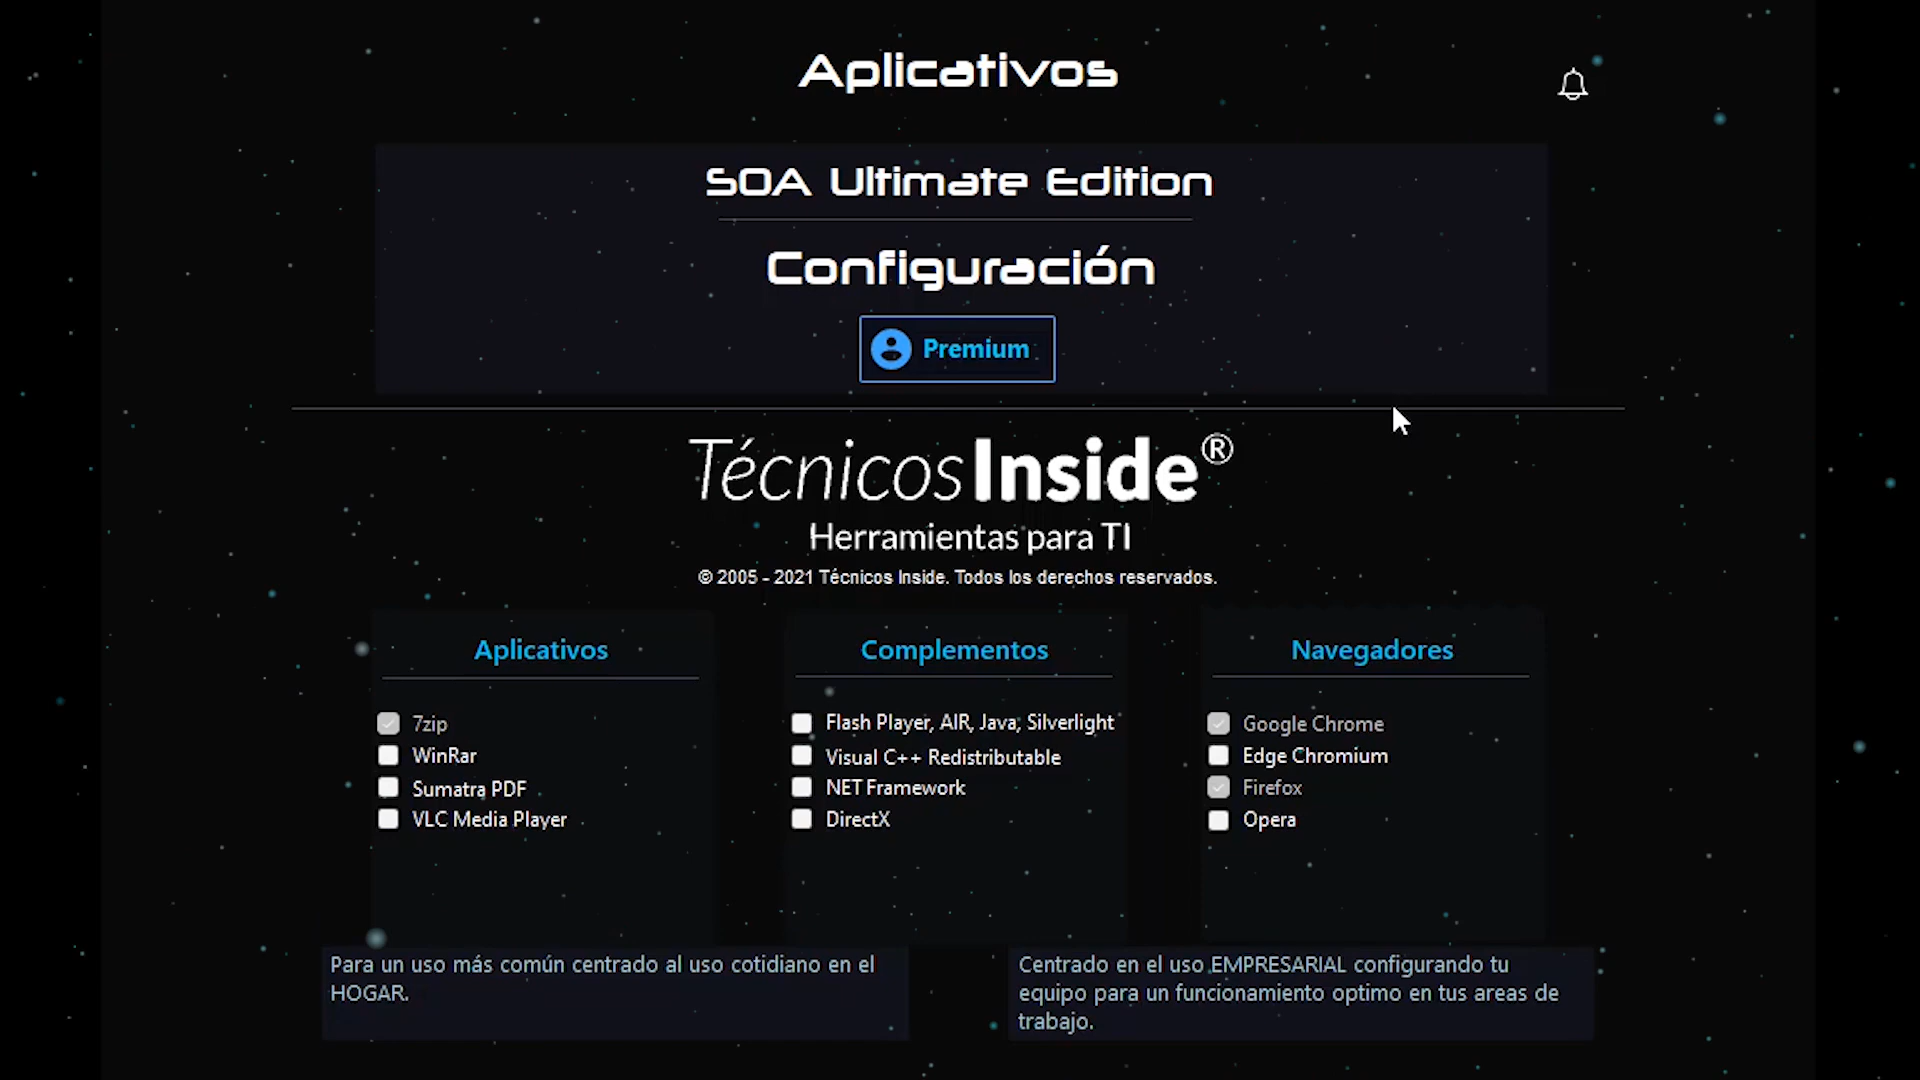 Aplicativos
SOA Ultimate Edition
Configuración
Premium
TécnicosInside®
Herramientas para TI
© 2005 - 2021 Técnicos Inside. Todos los derechos reservados.
Aplicativos
7zip
WinRar
Sumatra PDF
VLC Media Player
Complementos
Flash Player, AIR, Java, Silverlight
Visual C++ Redistributable
NET Framework
DirectX
Navegadores
Google Chrome
Edge Chromium
Firefox
Opera
Para un uso más común centrado al uso cotidiano en el
HOGAR.
Centrado en el uso EMPRESARIAL configurando tu
equipo para un funcionamiento optimo en tus areas de
trabajo.